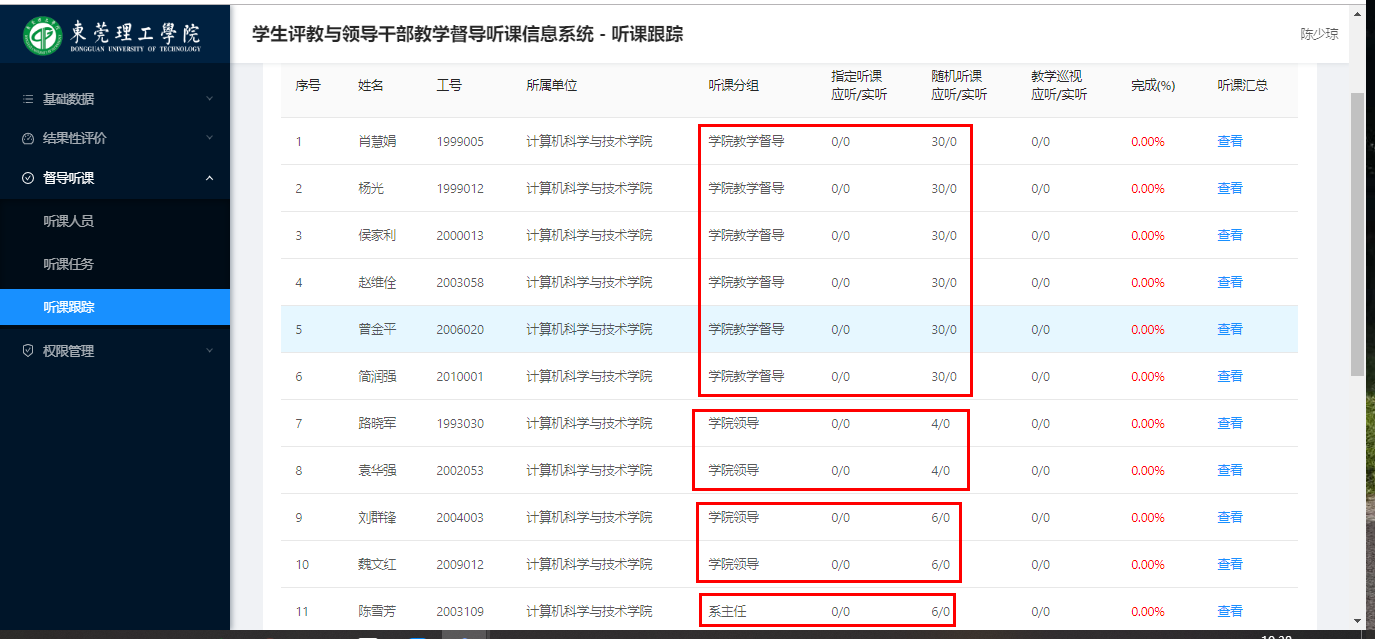 東莞理工學院
DONGGUAN UNIVERSITY OF TECHNOLOGY
学生评教与领导干部教学督导听课信息系统 - 听课跟踪
陈少琼
基础数据
结果性评价
督导听课
听课人员
听课任务
听课跟踪
权限管理
序号 姓名 工号 所属单位 听课分组 指定听课 应听/实听 随机听课 应听/实听 教学巡视 应听/实听 完成(%) 听课汇总
1 肖慧娟 1999005 计算机科学与技术学院 学院教学督导 0/0 30/0 0/0 0.00% 查看
2 杨光 1999012 计算机科学与技术学院 学院教学督导 0/0 30/0 0/0 0.00% 查看
3 侯家利 2000013 计算机科学与技术学院 学院教学督导 0/0 30/0 0/0 0.00% 查看
4 赵维佺 2003058 计算机科学与技术学院 学院教学督导 0/0 30/0 0/0 0.00% 查看
5 曾金平 2006020 计算机科学与技术学院 学院教学督导 0/0 30/0 0/0 0.00% 查看
6 简润强 2010001 计算机科学与技术学院 学院教学督导 0/0 30/0 0/0 0.00% 查看
7 路晓军 1993030 计算机科学与技术学院 学院领导 0/0 4/0 0/0 0.00% 查看
8 袁华强 2002053 计算机科学与技术学院 学院领导 0/0 4/0 0/0 0.00% 查看
9 刘群锋 2004003 计算机科学与技术学院 学院领导 0/0 6/0 0/0 0.00% 查看
10 魏文红 2009012 计算机科学与技术学院 学院领导 0/0 6/0 0/0 0.00% 查看
11 陈雪芳 2003109 计算机科学与技术学院 系主任 0/0 6/0 0/0 0.00% 查看